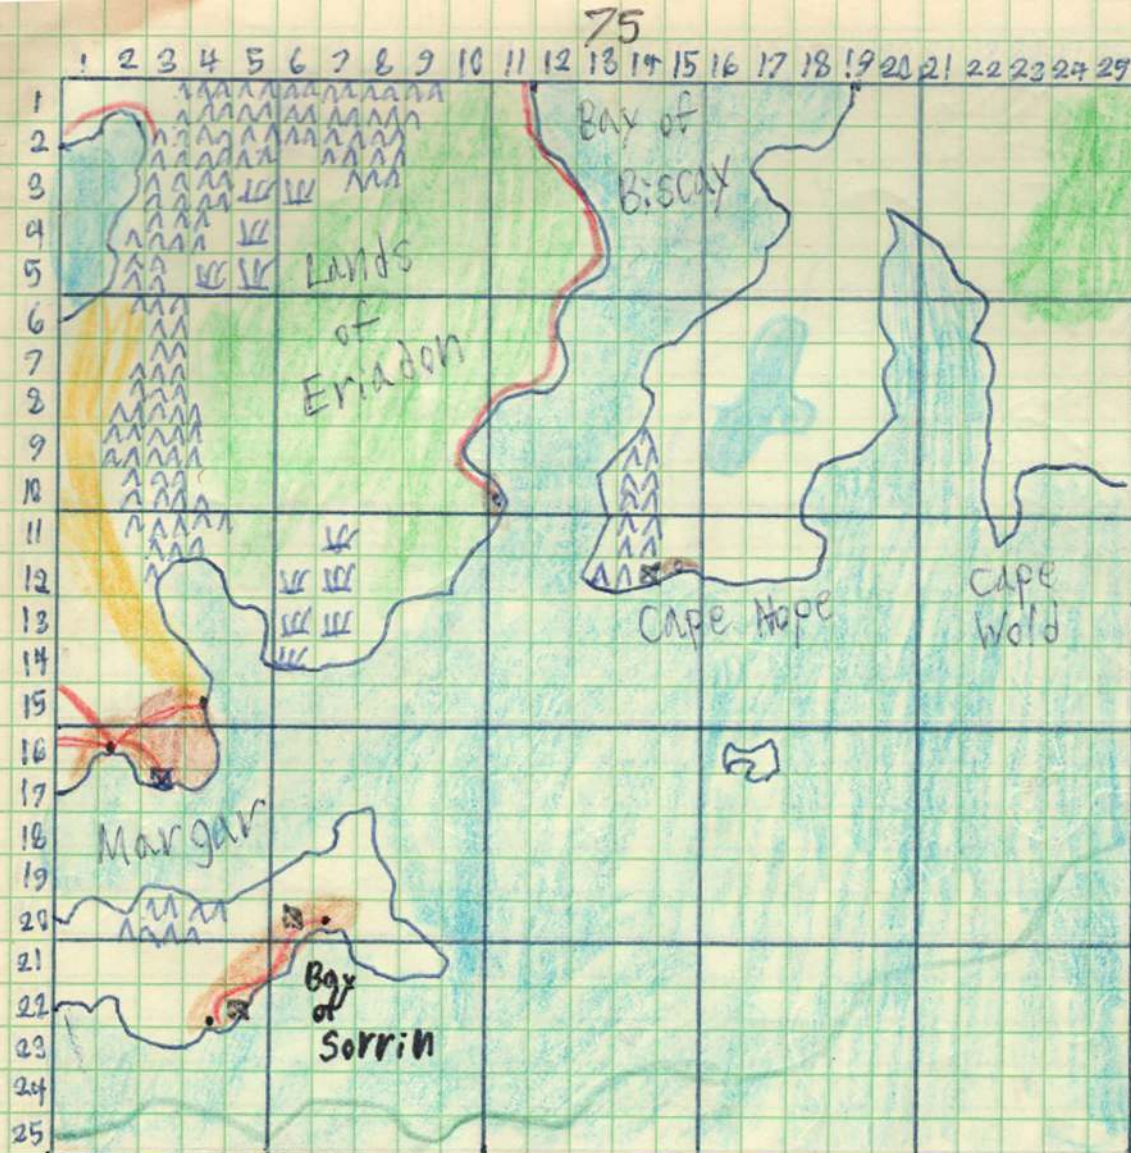 75
1 2 3 4 5 6 7 8 9 10 11 12 13 14 15 16 17 18 19 20 21 22 23 24 25
1
2
3
4
5
6
7
8
9
10
11
12
13
14
15
16
17
18
19
20
21
22
23
24
25
Bay of
Biscay
Lands
of
Eriadon
Cape Hope
Cape
Wold
Margar
Bay
of
Sorrin